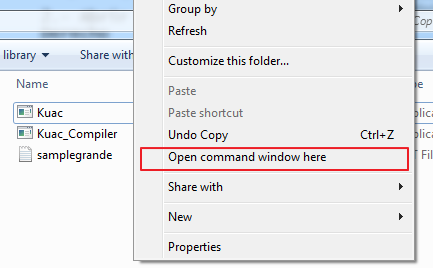 Group by
Refresh
library
Share with
Customize this folder...
Name
Paste
Kuac
Paste shortcut
Kuac_Compiler
Undo Copy Ctrl+Z
samplegrande
Open command window here
Share with
New
Properties